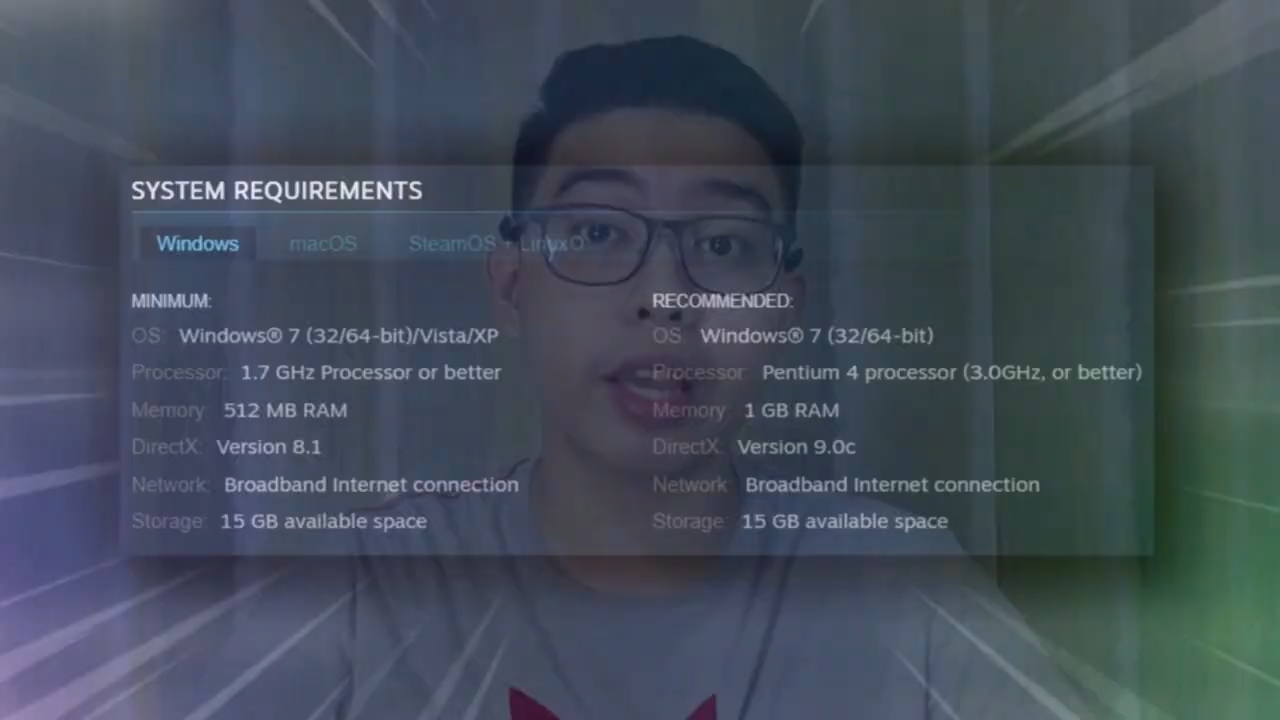 SYSTEM REQUIREMENTS
Windows macOS SteamOS + Linux
MINIMUM:
OS: Windows® 7 (32/64-bit)/Vista/XP
Processor: 1.7 GHz Processor or better
Memory: 512 MB RAM
DirectX: Version 8.1
Network: Broadband Internet connection
Storage: 15 GB available space
RECOMMENDED:
OS: Windows® 7 (32/64-bit)
Processor: Pentium 4 processor (3.0GHz, or better)
Memory: 1 GB RAM
DirectX: Version 9.0c
Network: Broadband Internet connection
Storage: 15 GB available space